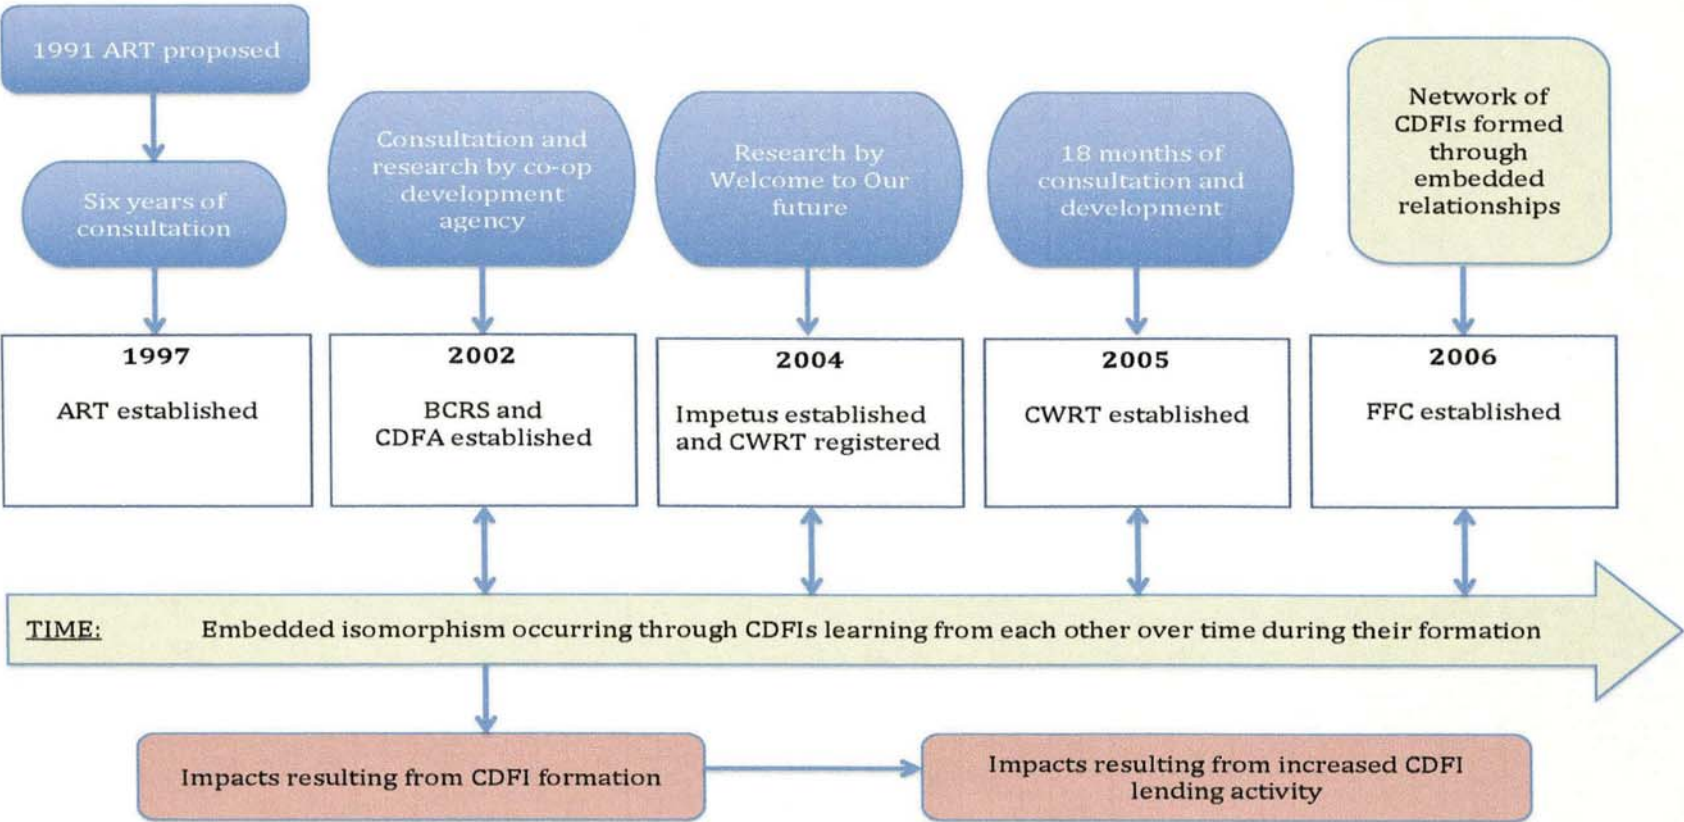 1991 ART proposed
Six years of
consultation
Consultation and
research by co-op
development
agency
Research by
Welcome to Our
future
18 months of
consultation and
development
Network of
CDFIs formed
through
embedded
relationships
1997
ART established
2002
BCRS and
CDFA established
2004
Impetus established
and CWRT registered
2005
CWRT established
2006
FFC established
TIME: Embedded isomorphism occurring through CDFIs learning from each other over time during their formation
Impacts resulting from CDFI formation
Impacts resulting from increased CDFI
lending activity